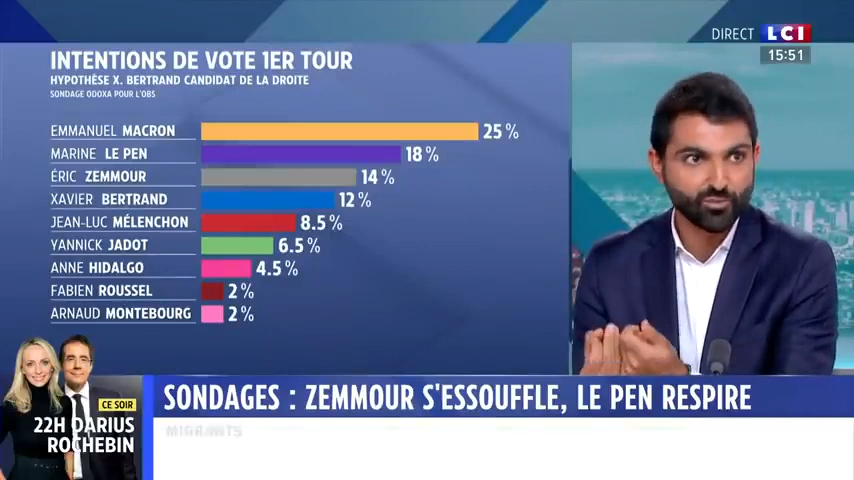 DIRECT LCI
15:51
INTENTIONS DE VOTE 1ER TOUR
HYPOTHÈSE X. BERTRAND CANDIDAT DE LA DROITE
SONDAGE ODOXA POUR L'OBS
EMMANUEL MACRON 25 %
MARINE LE PEN 18 %
ÉRIC ZEMMOUR 14 %
XAVIER BERTRAND 12 %
JEAN-LUC MÉLENCHON 8.5 %
YANNICK JADOT 6.5 %
ANNE HIDALGO 4.5 %
FABIEN ROUSSEL 2 %
ARNAUD MONTEBOURG 2 %
CE SOIR
22H DARIUS
ROCHEBIN
SONDAGES : ZEMMOUR S'ESSOUFFLE, LE PEN RESPIRE
MIGRANTS